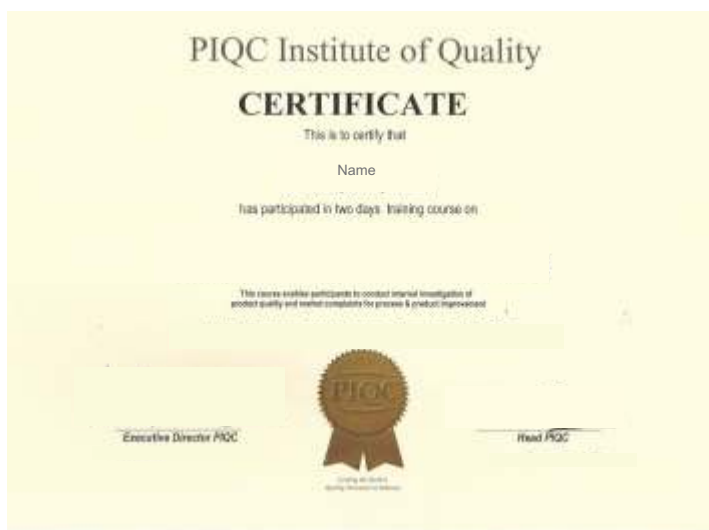 PIQC Institute of Quality
CERTIFICATE
This is to certify that
Name
has participated in two days training course on
This course enables participants to conduct internal investigation of
product quality and market complaints for process & product improvement
PIQC
Executive Director PIQC
Head PIQC